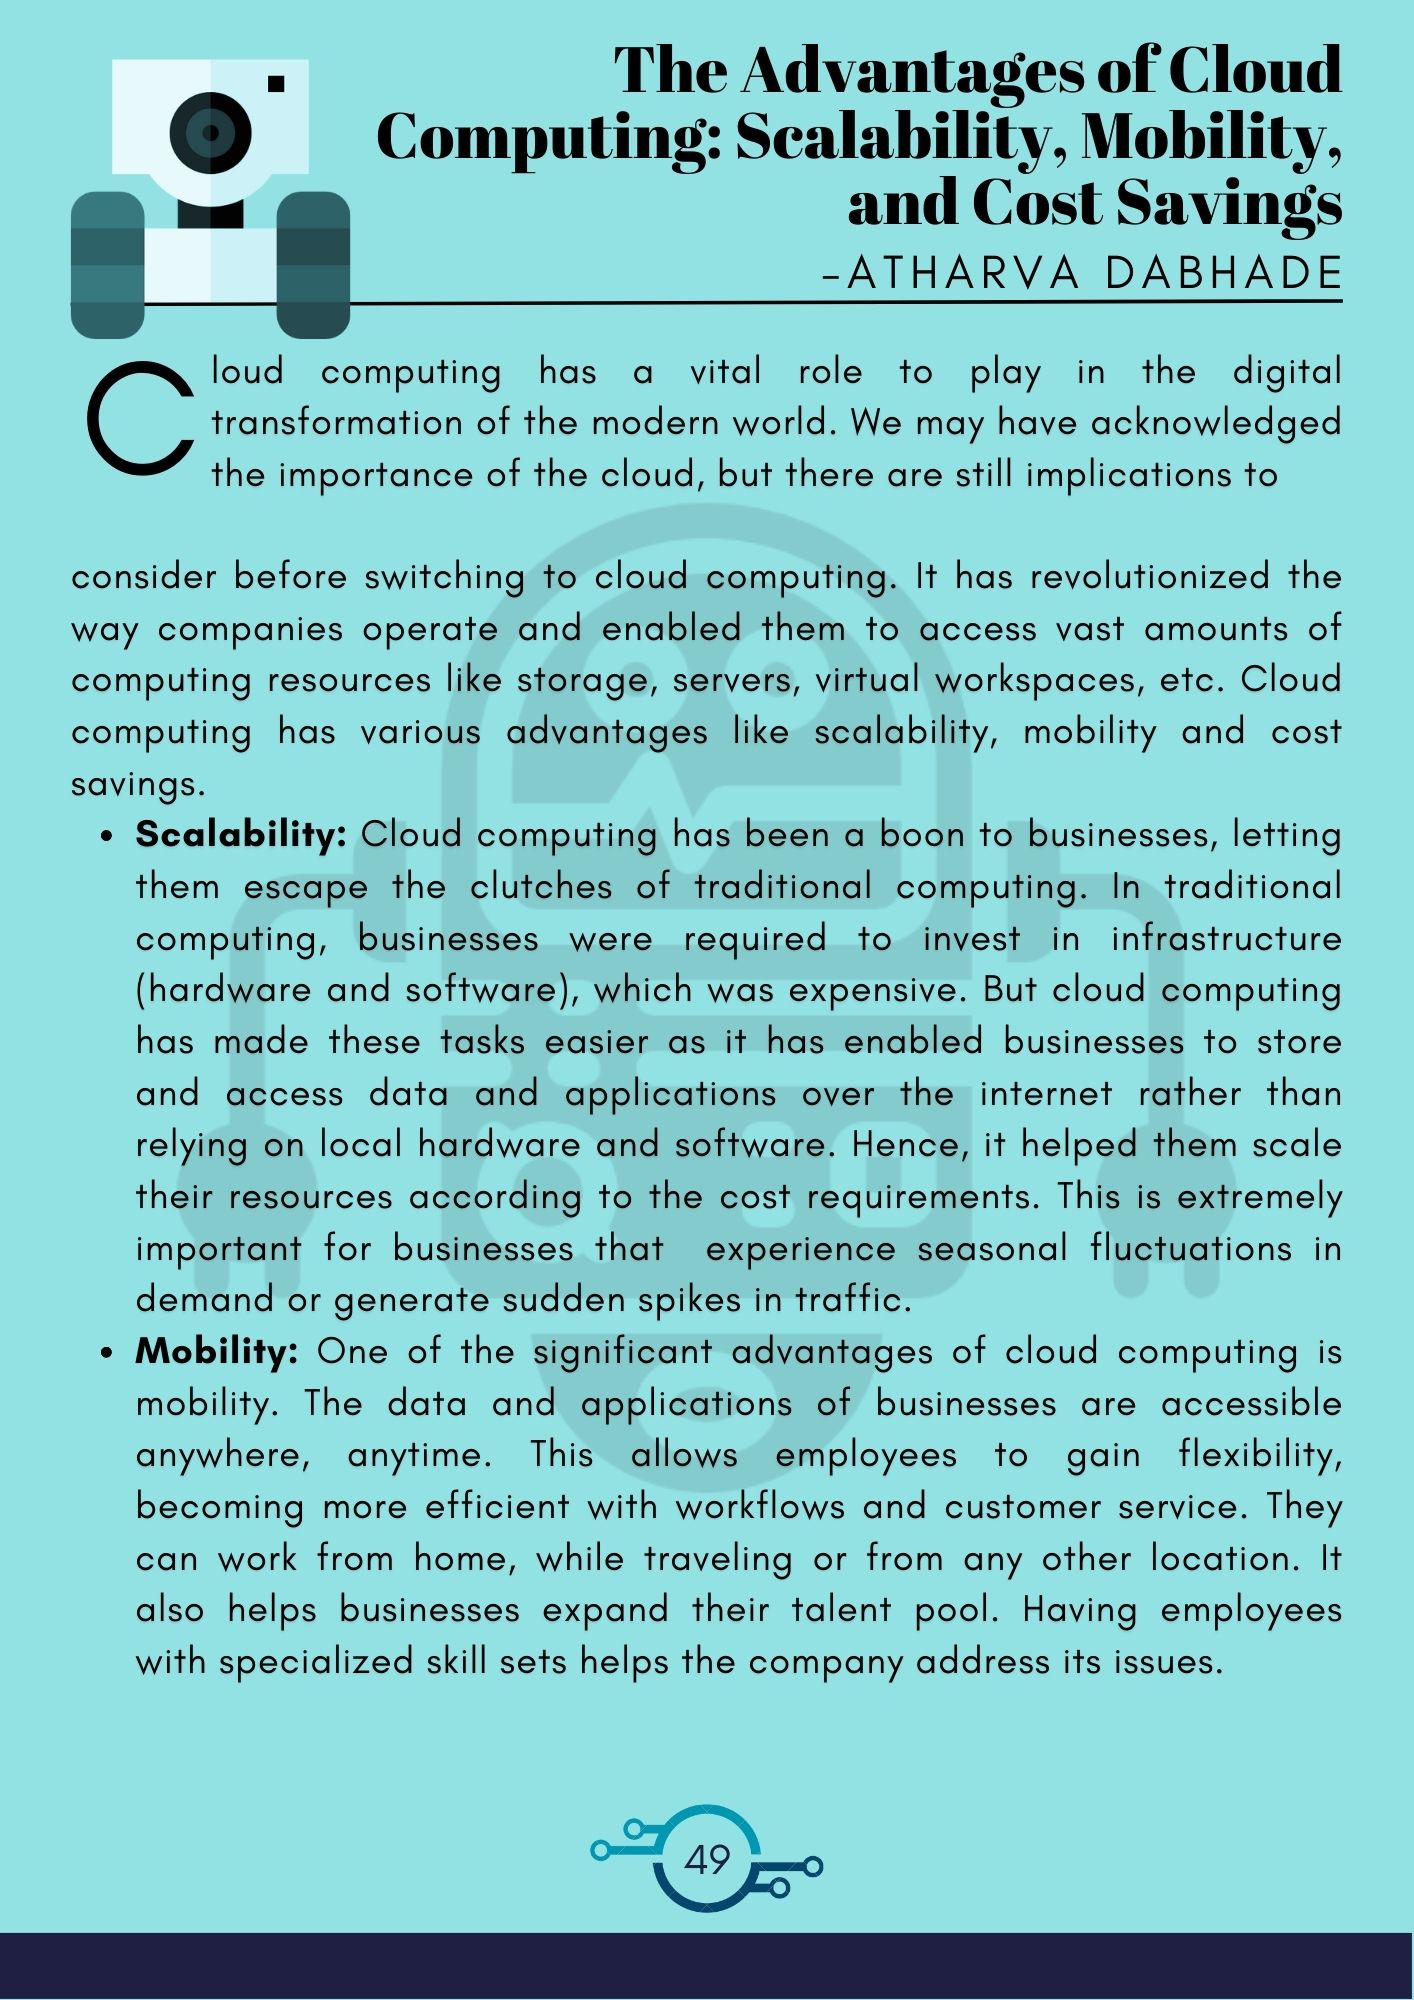 The Advantages of Cloud
Computing: Scalability, Mobility,
and Cost Savings
-ATHARVA DABHADE
Cloud computing has a vital role to play in the digital
transformation of the modern world. We may have acknowledged
the importance of the cloud, but there are still implications to
consider before switching to cloud computing. It has revolutionized the
way companies operate and enabled them to access vast amounts of
computing resources like storage, servers, virtual workspaces, etc. Cloud
computing has various advantages like scalability, mobility and cost
savings.
• Scalability: Cloud computing has been a boon to businesses, letting
them escape the clutches of traditional computing. In traditional
computing, businesses were required to invest in infrastructure
(hardware and software), which was expensive. But cloud computing
has made these tasks easier as it has enabled businesses to store
and access data and applications over the internet rather than
relying on local hardware and software. Hence, it helped them scale
their resources according to the cost requirements. This is extremely
important for businesses that experience seasonal fluctuations in
demand or generate sudden spikes in traffic.
• Mobility: One of the significant advantages of cloud computing is
mobility. The data and applications of businesses are accessible
anywhere, anytime. This allows employees to gain flexibility,
becoming more efficient with workflows and customer service. They
can work from home, while traveling or from any other location. It
also helps businesses expand their talent pool. Having employees
with specialized skill sets helps the company address its issues.
49